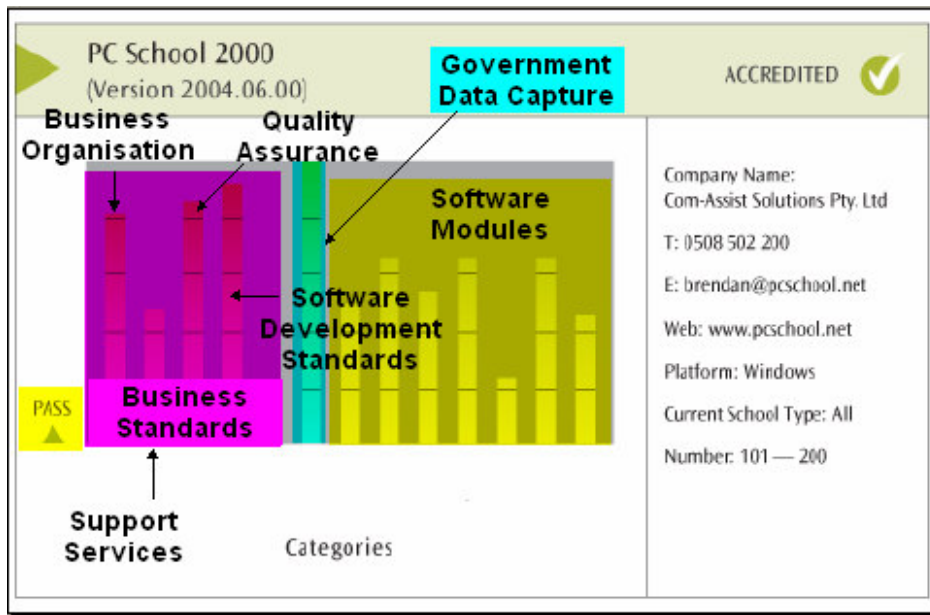 PC School 2000
(Version 2004.06.00)
Government
Data Capture
ACCREDITED
Business
Organisation
Quality
Assurance
Software
Modules
Software
Development
Standards
PASS
Business
Standards
Support
Services
Categories
Company Name:
Com-Assist Solutions Pty. Ltd
T: 0508 502 200
E: brendan@pcschool.net
Web: www.pcschool.net
Platform: Windows
Current School Type: All
Number: 101 — 200